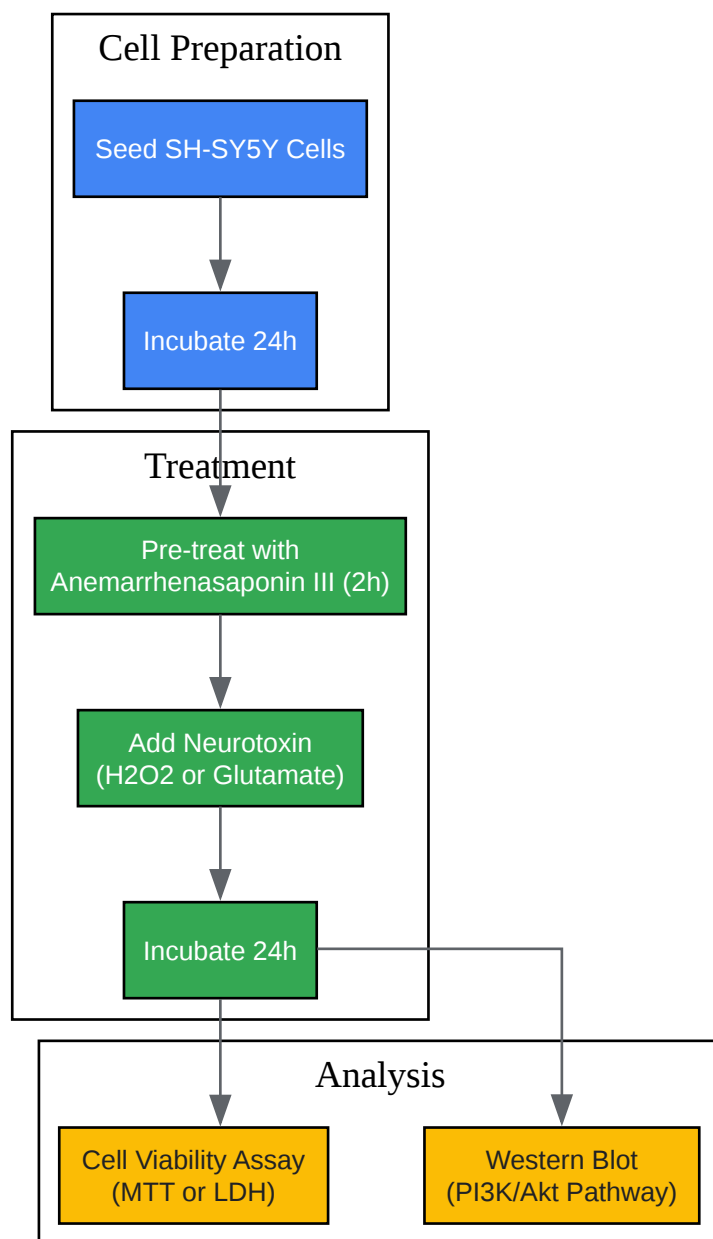 Cell Preparation
Seed SH-SY5Y Cells
Incubate 24h
Treatment
Pre-treat with
Anemarrhenasaponin III (2h)
Add Neurotoxin
(H2O2 or Glutamate)
Incubate 24h
Analysis
Cell Viability Assay
(MTT or LDH)
Western Blot
(PI3K/Akt Pathway)